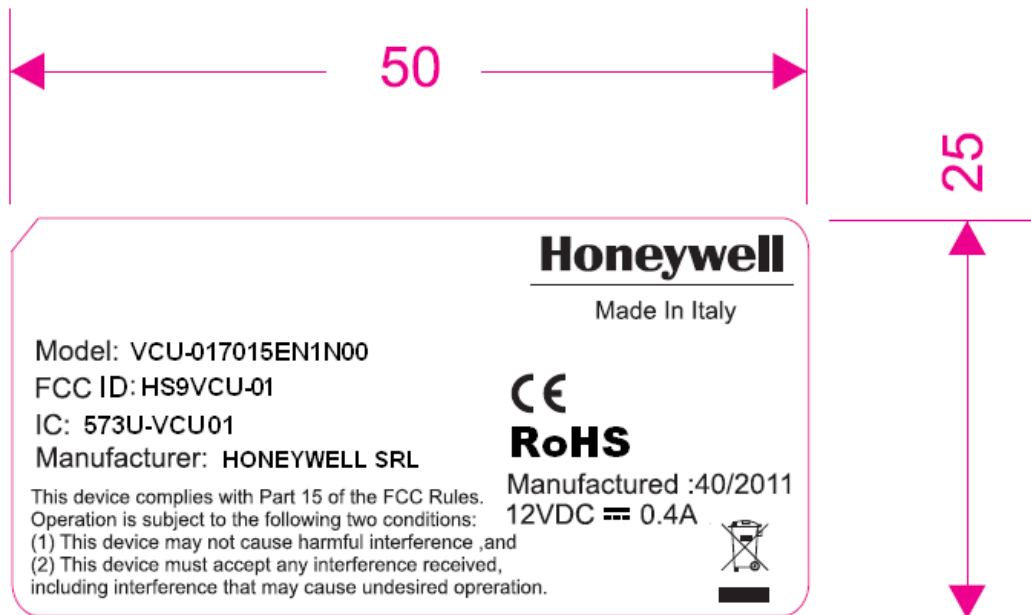 50
25
Honeywell
Made In Italy
Model: VCU-017015EN1N00
FCC ID: HS9VCU-01
IC: 573U-VCU01
Manufacturer: HONEYWELL SRL
This device complies with Part 15 of the FCC Rules.
Operation is subject to the following two conditions:
(1) This device may not cause harmful interference ,and
(2) This device must accept any interference received,
including interference that may cause undesired opreration.
CE
RoHS
Manufactured :40/2011
12VDC ⎓ 0.4A